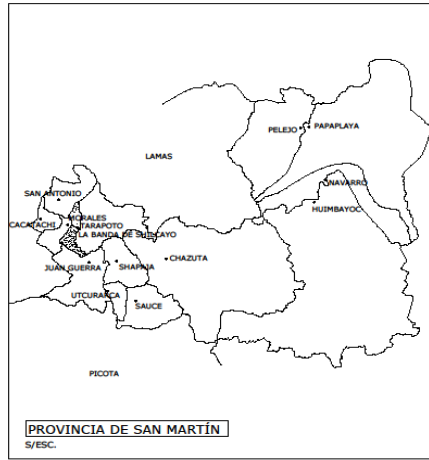 PELEJO
PAPAPLAYA
LAMAS
NAVARRO
SAN ANTONIO
HUIMBAYOC
MORALES
CACATACHI
TARAPOTO
LA BANDA DE SHILCAYO
CHAZUTA
JUAN GUERRA
SHAPAJA
UTCURARCA
SAUCE
PICOTA
PROVINCIA DE SAN MARTÍN
S/ESC.